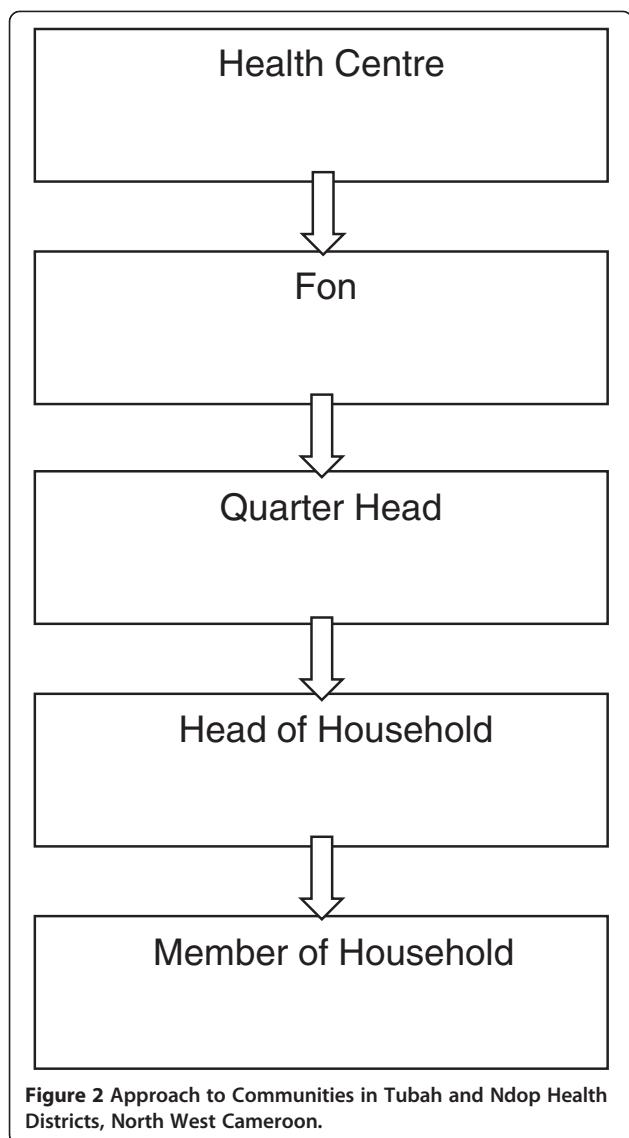 Health Centre
Fon
Quarter Head
Head of Household
Member of Household
Figure 2 Approach to Communities in Tubah and Ndop Health
Districts, North West Cameroon.